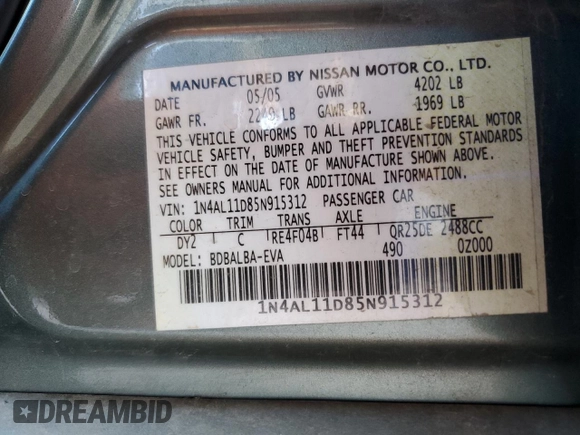 MANUFACTURED BY NISSAN MOTOR CO., LTD.
DATE 05/05 GVWR 4202 LB
GAWR FR. 2249 LB GAWR RR. 1969 LB
THIS VEHICLE CONFORMS TO ALL APPLICABLE FEDERAL MOTOR
VEHICLE SAFETY, BUMPER AND THEFT PREVENTION STANDARDS
IN EFFECT ON THE DATE OF MANUFACTURE SHOWN ABOVE.
SEE OWNERS MANUAL FOR ADDITIONAL INFORMATION.
VIN: 1N4AL11D85N915312 PASSENGER CAR
COLOR TRIM TRANS AXLE ENGINE
DY2 C RE4F04B FT44 QR25DE 2488CC
MODEL: BDBALBA-EVA 490 0Z000
1N4AL11D85N915312
DREAMBID